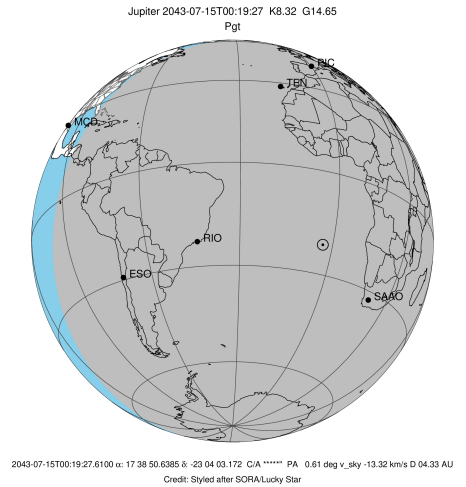 Jupiter 2043-07-15T00:19:27  K8.32  G14.65
Pgt
PIC
TEN
MCD
RIO
ESO
SAAO
2043-07-15T00:19:27.6100 α: 17 38 50.6385 δ: -23 04 03.172  C/A *****"  PA   0.61 deg v_sky -13.32 km/s D 04.33 AU
Credit: Styled after SORA/Lucky Star